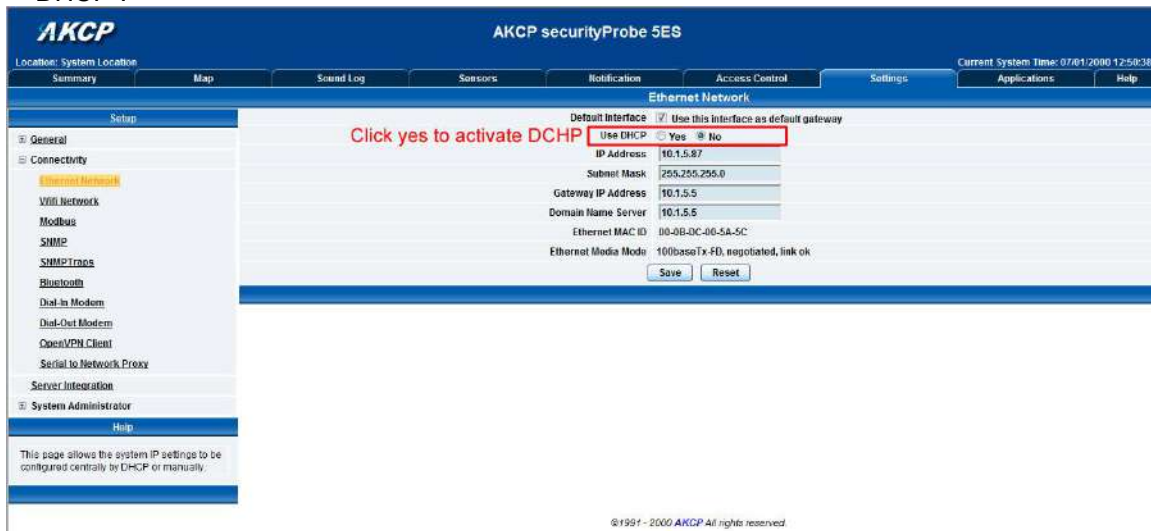 AKCP
AKCP securityProbe 5ES
Location: System Location
Current System Time: 07/01/2000 12:50:38
Summary Map Sound Log Sensors Notification Access Control Settings Applications Help
Ethernet Network
Setup
General
Connectivity
Ethernet Network
Wifi Network
Modbus
SNMP
SNMPTraps
Bluetooth
Dial-In Modem
Dial-Out Modem
OpenVPN Client
Serial to Network Proxy
Server Integration
System Administrator
Help
This page allows the system IP settings to be
configured centrally by DHCP or manually.
Default Interface Use this interface as default gateway
Click yes to activate DCHP
Use DHCP Yes No
IP Address 10.1.5.87
Subnet Mask 255.255.255.0
Gateway IP Address 10.1.5.5
Domain Name Server 10.1.5.5
Ethernet MAC ID 00-0B-DC-00-5A-5C
Ethernet Media Mode 100baseTx-FD, negotiated, link ok
Save Reset
©1991 - 2000 AKCP All rights reserved.